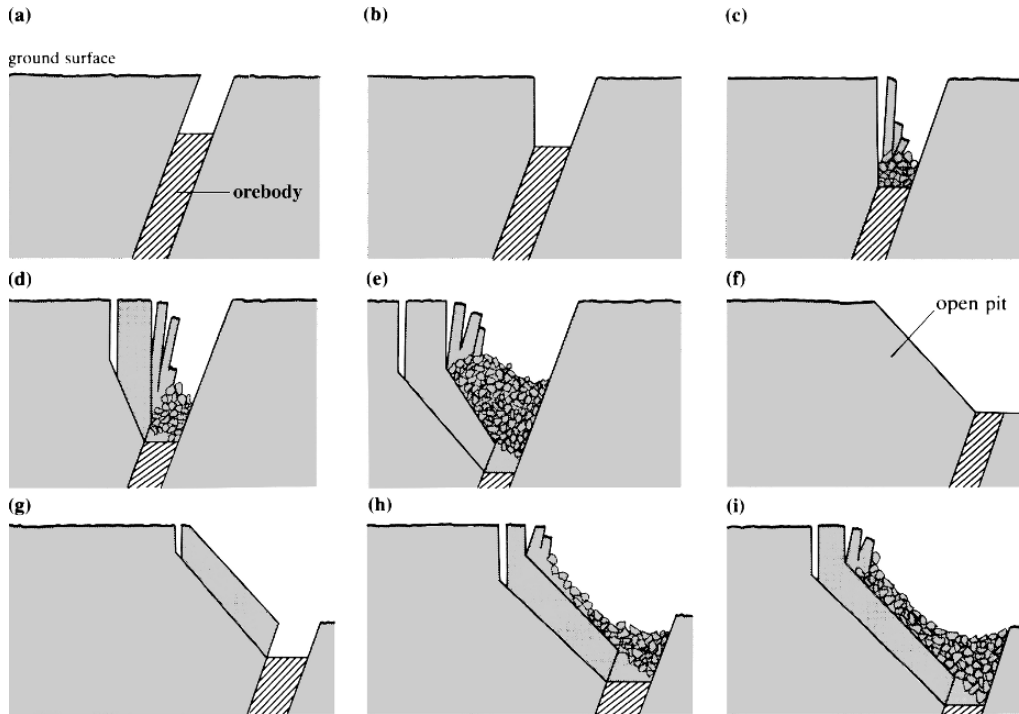 (a)
(b)
(c)
ground surface
orebody
(d)
(e)
(f)
open pit
(g)
(h)
(i)